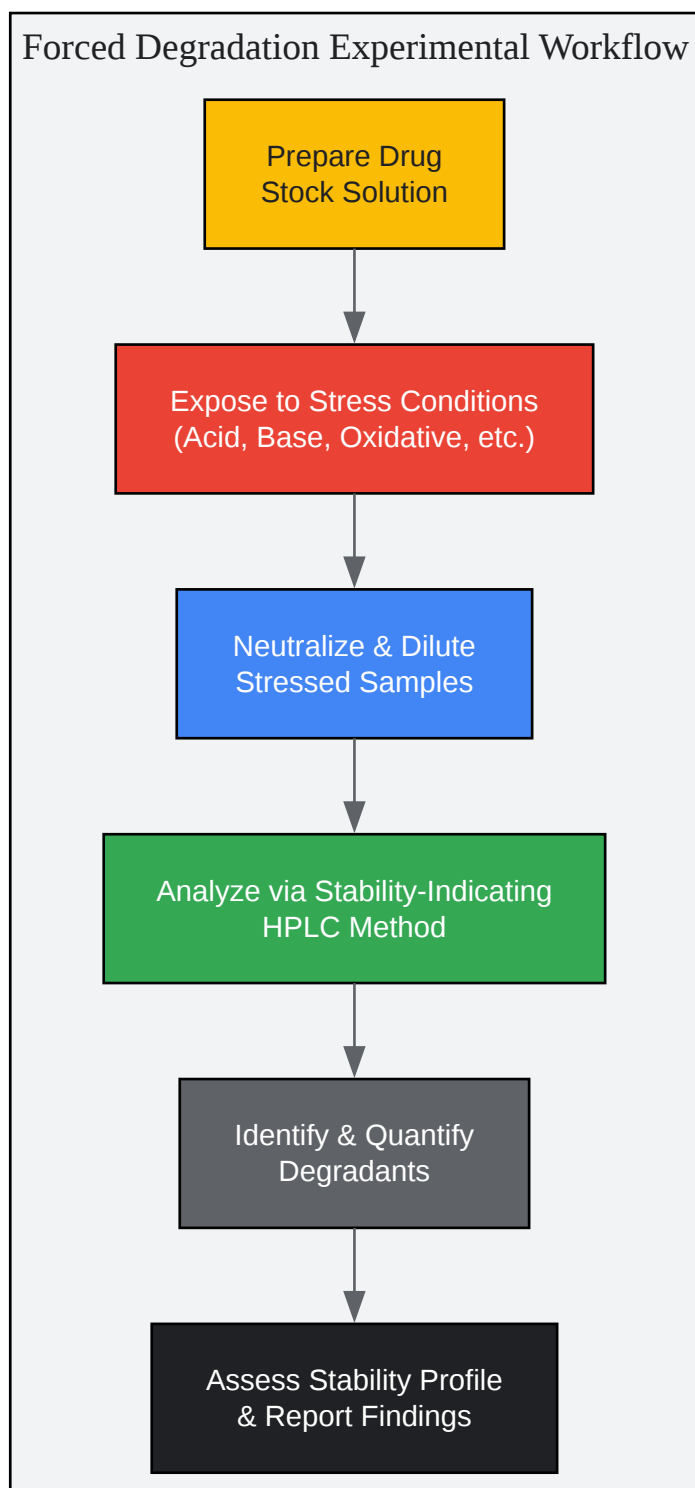 Forced Degradation Experimental Workflow
Prepare Drug
Stock Solution
Expose to Stress Conditions
(Acid, Base, Oxidative, etc.)
Neutralize & Dilute
Stressed Samples
Analyze via Stability-Indicating
HPLC Method
Identify & Quantify
Degradants
Assess Stability Profile
& Report Findings